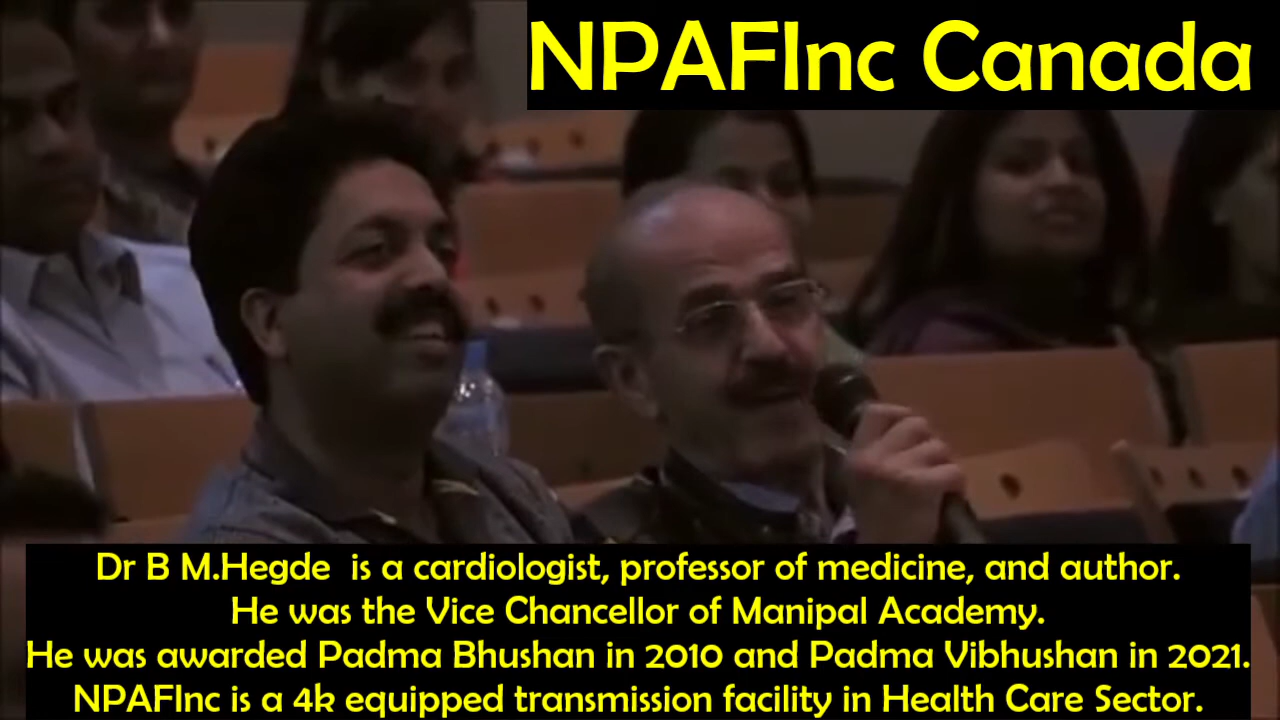 NPAFInc Canada
Dr B M.Hegde is a cardiologist, professor of medicine, and author.
He was the Vice Chancellor of Manipal Academy.
He was awarded Padma Bhushan in 2010 and Padma Vibhushan in 2021.
NPAFInc is a 4k equipped transmission facility in Health Care Sector.